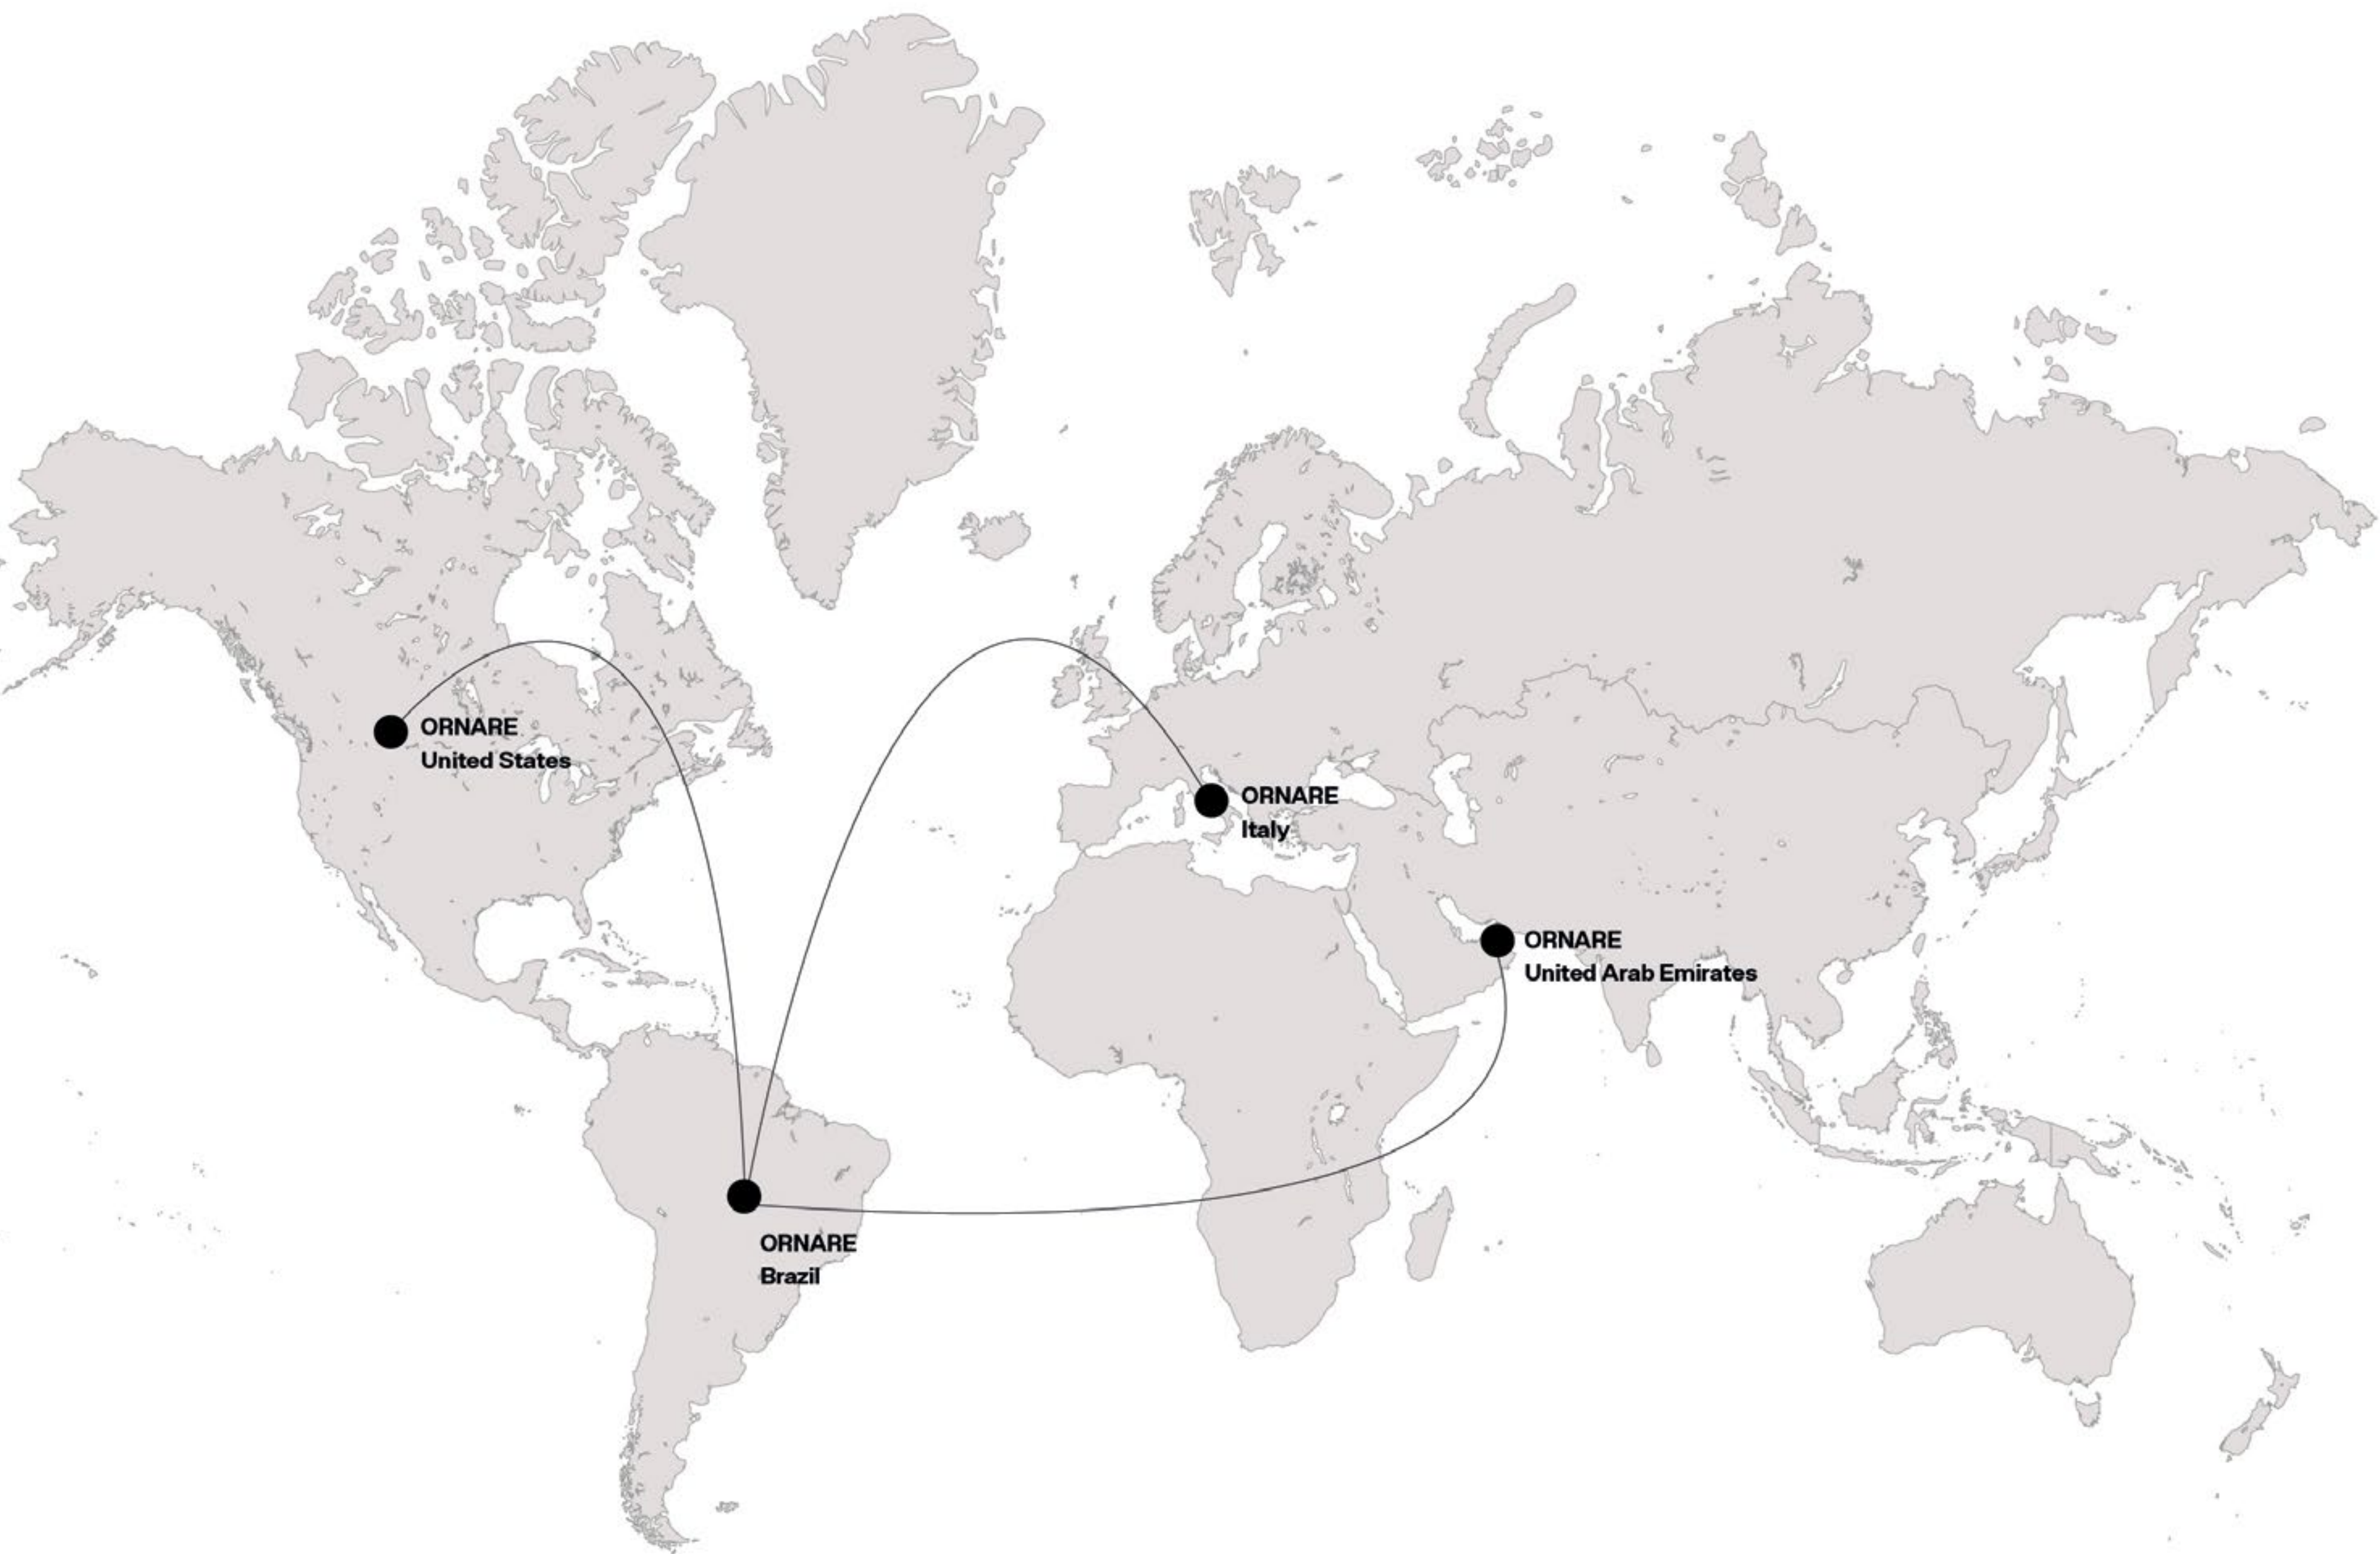 ORNARE
United States
ORNARE
Italy
ORNARE
United Arab Emirates
ORNARE
Brazil